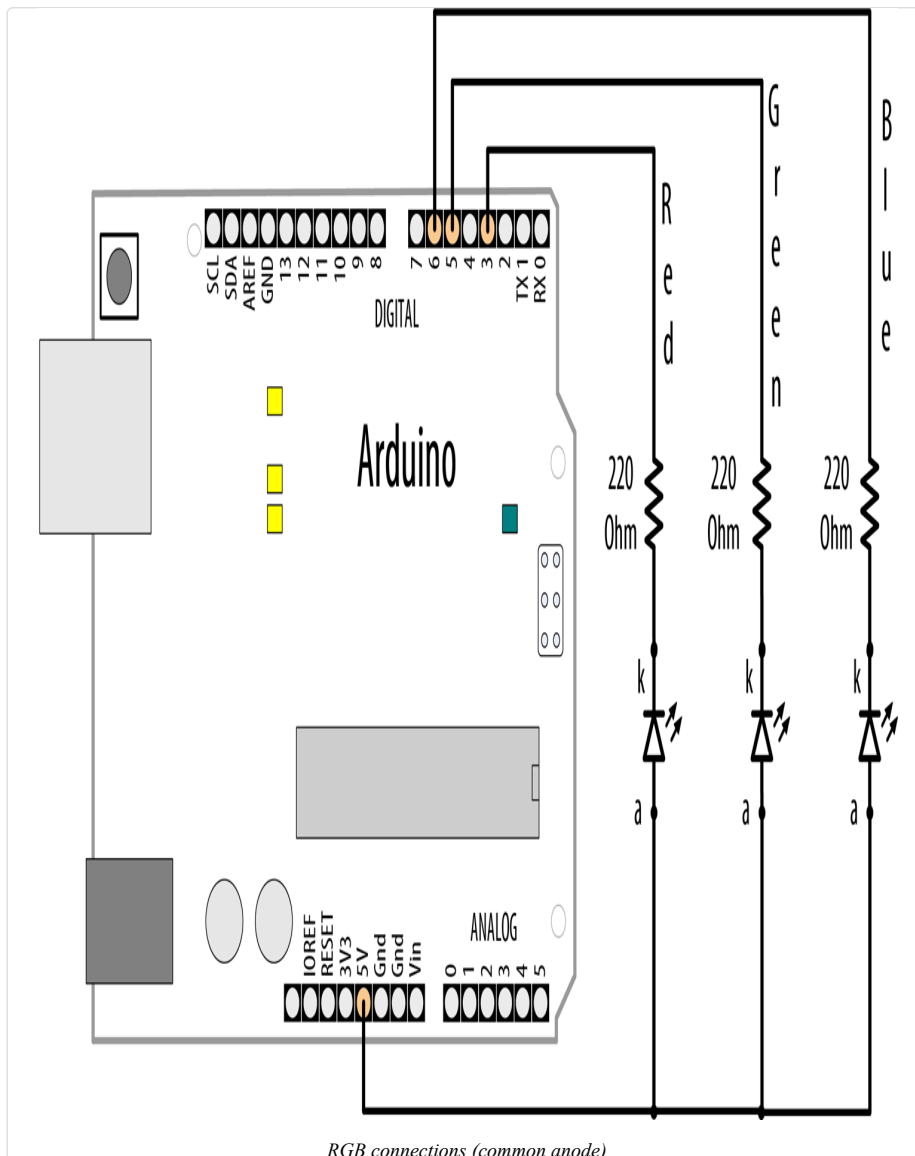 Green
Blue
Red
SCL
SDA
AREF
GND
13
12
11
10
9
8
7
6
5
4
3
2
TX 1
RX 0
DIGITAL
Arduino
220
Ohm
220
Ohm
220
Ohm
k
k
k
a
a
a
IOREF
RESET
3V3
5V
Gnd
Gnd
Vin
ANALOG
0
1
2
3
4
5
RGB connections (common anode)